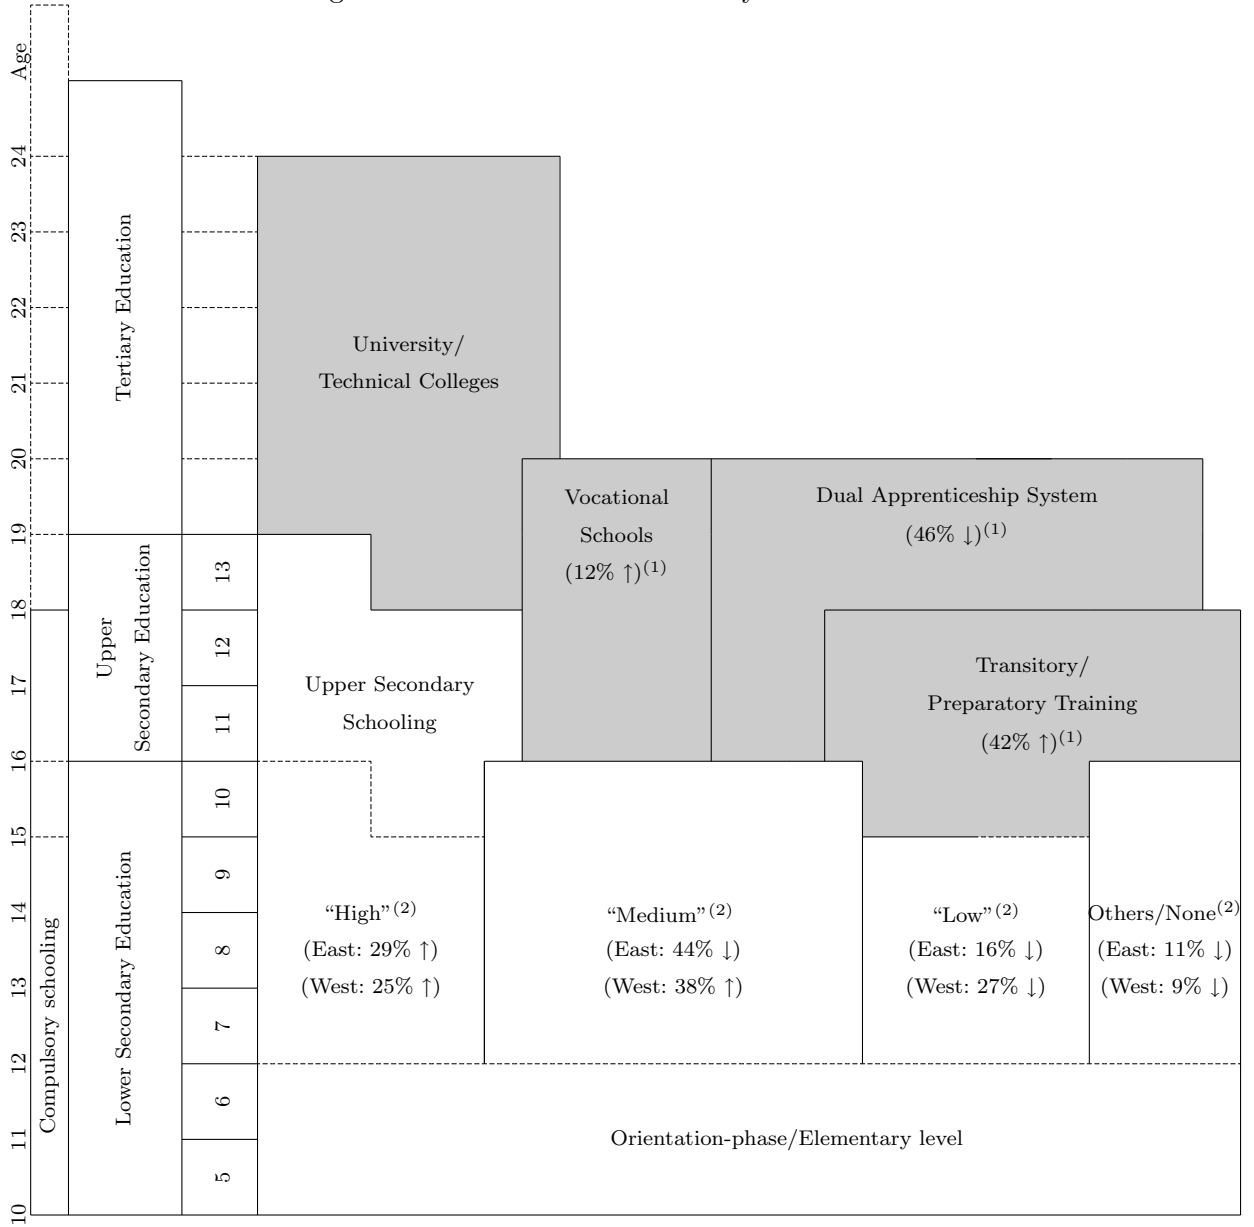 Age
24
23
22
21
20
19
18
17
16
15
14
13
12
11
10
Compulsory schooling
Tertiary Education
Upper
Secondary Education
Lower Secondary Education
13
12
11
10
9
8
7
6
5
University/
Technical Colleges
Vocational
Schools
(12% ↑)(1)
Dual Apprenticeship System
(46% ↓)(1)
Transitory/
Preparatory Training
(42% ↑)(1)
Upper Secondary
Schooling
“High”(2)
(East: 29% ↑)
(West: 25% ↑)
“Medium”(2)
(East: 44% ↓)
(West: 38% ↑)
“Low”(2)
(East: 16% ↓)
(West: 27% ↓)
Others/None(2)
(East: 11% ↓)
(West: 9% ↓)
Orientation-phase/Elementary level